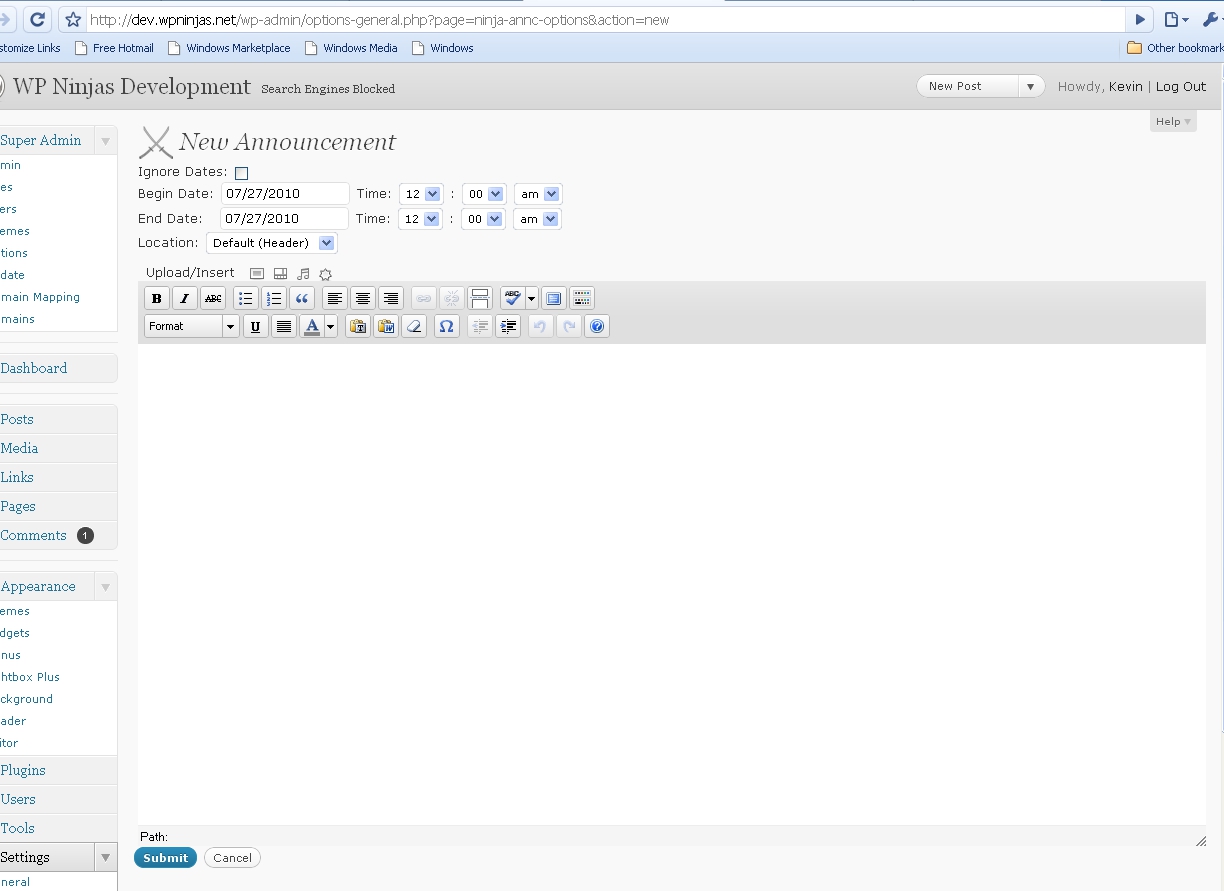 http://dev.wpninjas.net/wp-admin/options-general.php?page=ninja-annc-options&action=new
stomize Links Free Hotmail Windows Marketplace Windows Media Windows Other bookmark
WP Ninjas Development Search Engines Blocked New Post Howdy, Kevin | Log Out
Help
Super Admin
min
es
ers
emes
tions
date
main Mapping
mains
Dashboard
Posts
Media
Links
Pages
Comments 1
Appearance
emes
dgets
nus
htbox Plus
ckground
ader
itor
Plugins
Users
Tools
Settings
neral
New Announcement
Ignore Dates:
Begin Date: 07/27/2010 Time: 12 : 00 am
End Date: 07/27/2010 Time: 12 : 00 am
Location: Default (Header)
Upload/Insert
B I ABC ABC
Format U A T W Ω ?
Path:
Submit Cancel